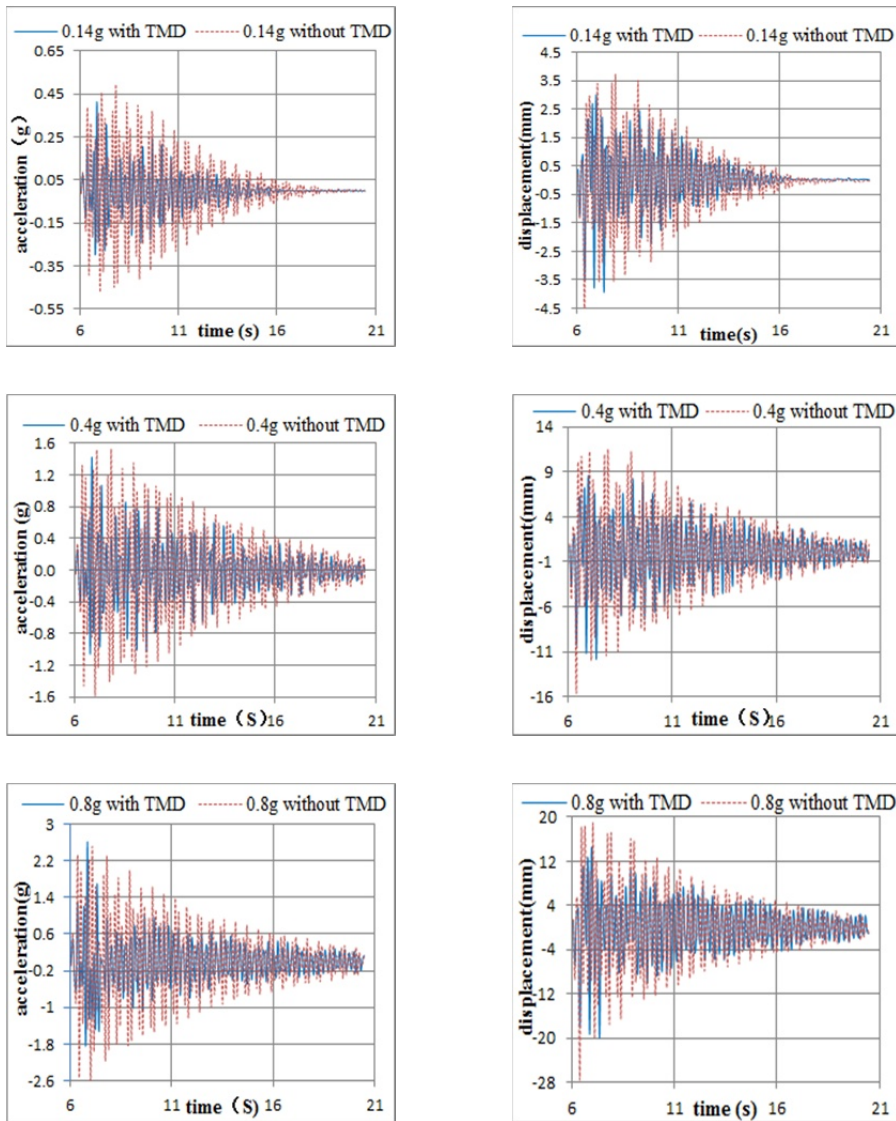 0.14g with TMD 0.14g without TMD
0.65
0.45
0.25
0.05
-0.15
-0.35
-0.55
acceleration (g)
6 11 16 21
time (s)
0.14g with TMD 0.14g without TMD
4.5
3.5
2.5
1.5
0.5
-0.5
-1.5
-2.5
-3.5
-4.5
displacement(mm)
6 11 16 21
time(s)
0.4g with TMD 0.4g without TMD
1.6
1.2
0.8
0.4
0.0
-0.4
-0.8
-1.2
-1.6
acceleration (g)
6 11 16 21
time (S)
0.4g with TMD 0.4g without TMD
14
9
4
-1
-6
-11
-16
displacement(mm)
6 11 16 21
time (S)
0.8g with TMD 0.8g without TMD
3
2.2
1.4
0.6
-0.2
-1
-1.8
-2.6
acceleration(g)
6 11 16 21
time (S)
0.8g with TMD 0.8g without TMD
20
12
4
-4
-12
-20
-28
displacement(mm)
6 11 16 21
time (s)